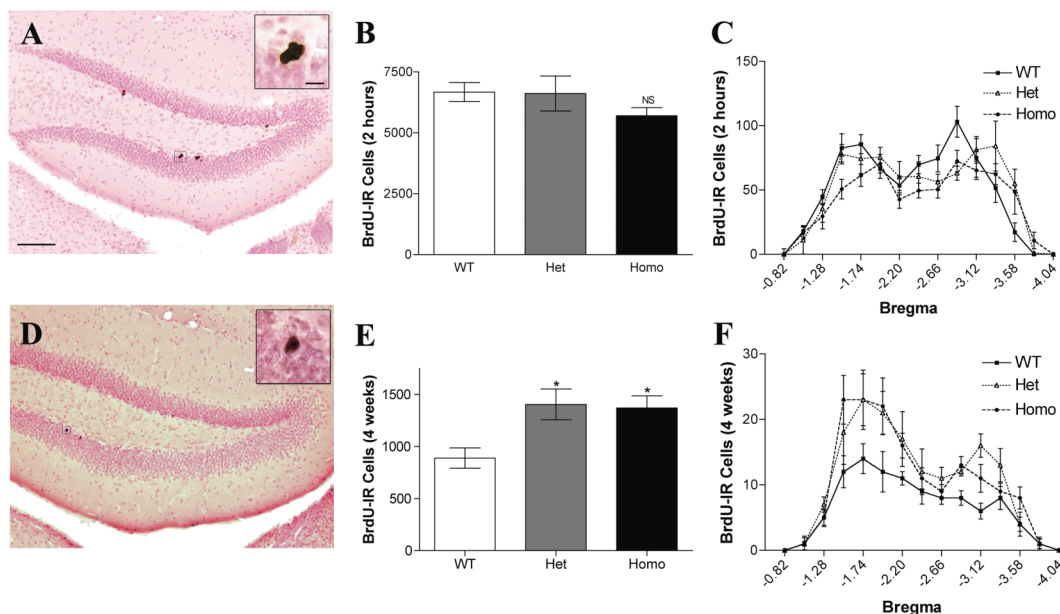 A
B
BrdU-IR Cells (2 hours)
7500
5000
2500
0
NS
WT
Het
Homo
C
BrdU-IR Cells (2 hours)
150
100
50
0
WT
Het
Homo
-0.82
-1.28
-1.74
-2.20
-2.66
-3.12
-3.58
-4.04
Bregma
D
E
BrdU-IR Cells (4 weeks)
1500
1000
500
0
*
*
WT
Het
Homo
F
BrdU-IR Cells (4 weeks)
30
20
10
0
WT
Het
Homo
-0.82
-1.28
-1.74
-2.20
-2.66
-3.12
-3.58
-4.04
Bregma